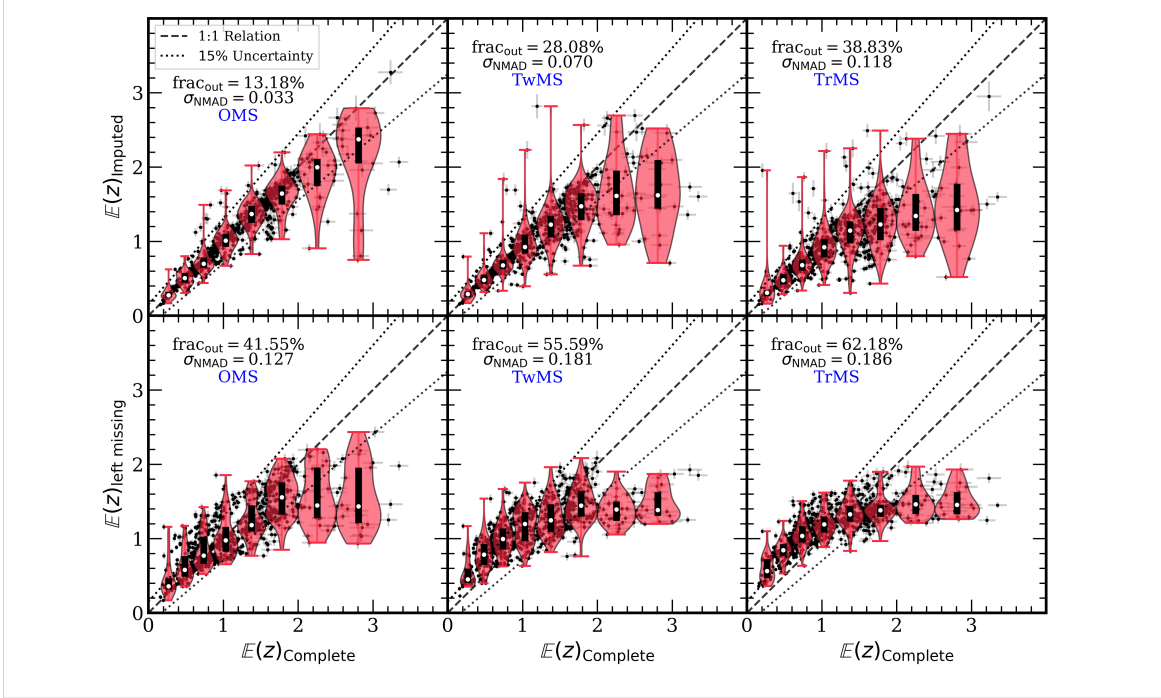 1:1 Relation
15% Uncertainty
frac_out = 13.18%
σ_NMAD = 0.033
OMS
frac_out = 28.08%
σ_NMAD = 0.070
TwMS
frac_out = 38.83%
σ_NMAD = 0.118
TrMS
3
2
1
0
𝔼(z)_Imputed
frac_out = 41.55%
σ_NMAD = 0.127
OMS
frac_out = 55.59%
σ_NMAD = 0.181
TwMS
frac_out = 62.18%
σ_NMAD = 0.186
TrMS
3
2
1
0
𝔼(z)_left missing
0 1 2 3 0 1 2 3 0 1 2 3
𝔼(z)_Complete 𝔼(z)_Complete 𝔼(z)_Complete